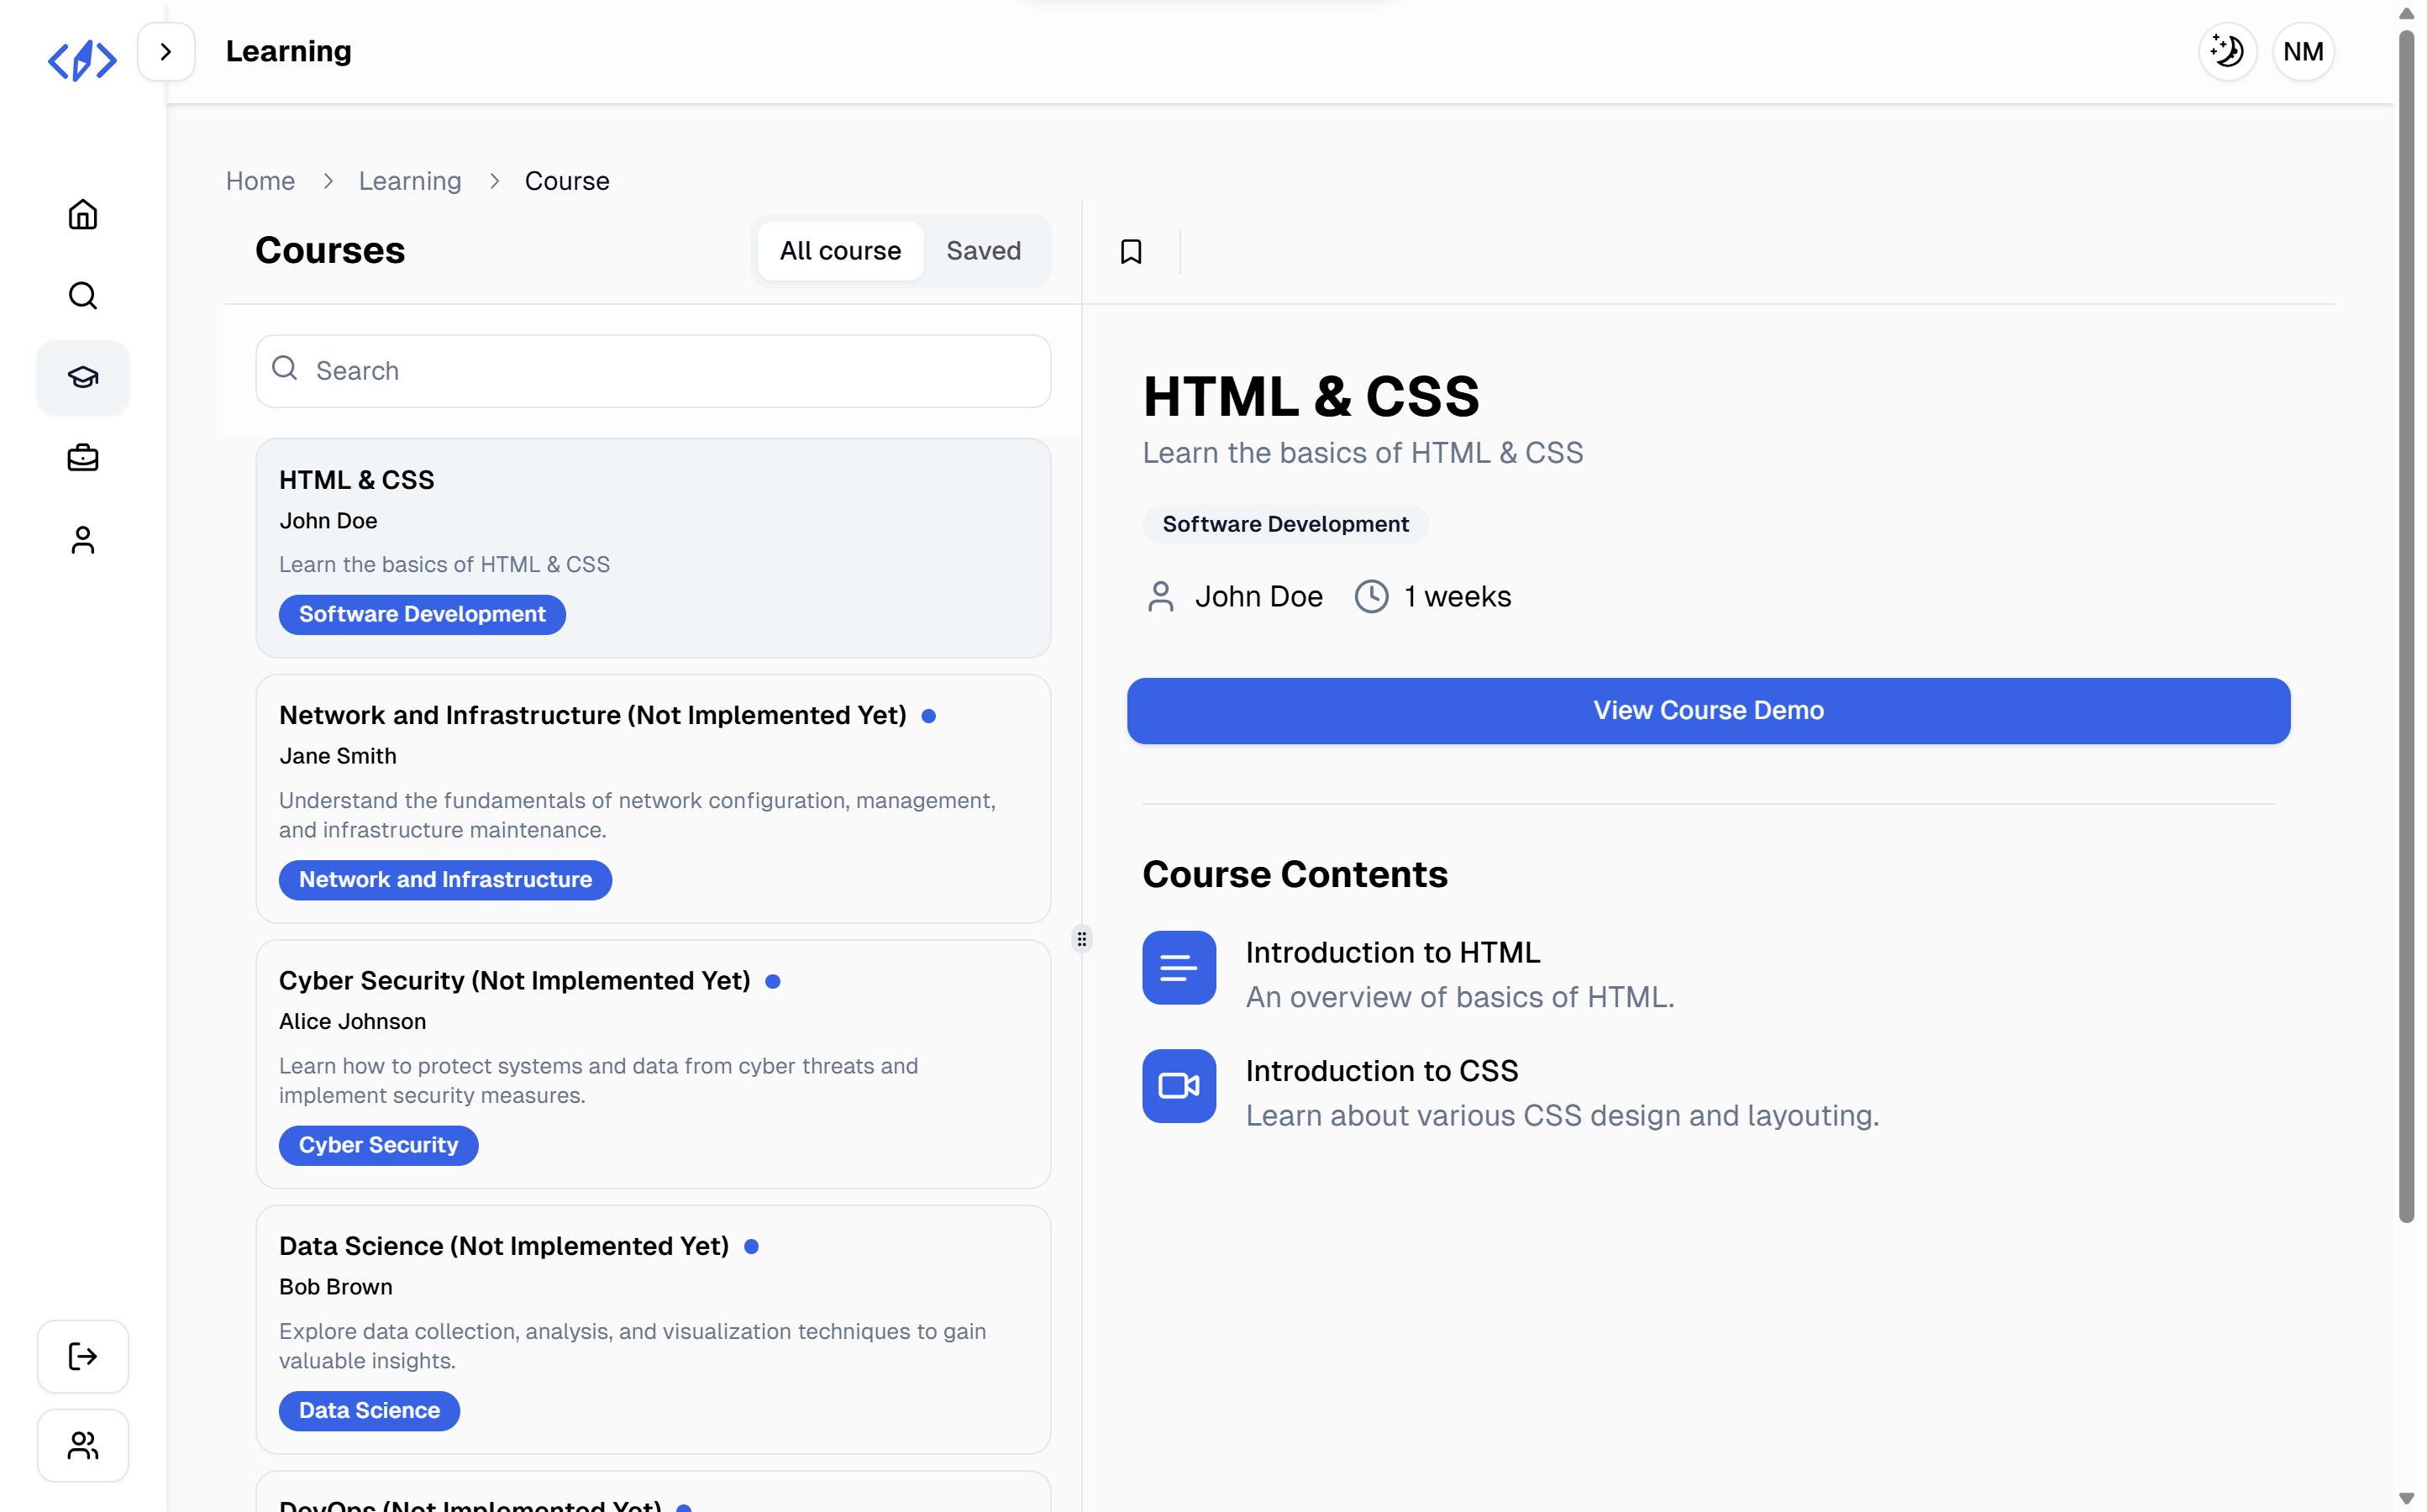 Learning
NM
Home
Learning
Course
Courses
All course
Saved
Search
HTML & CSS
John Doe
Learn the basics of HTML & CSS
Software Development
Network and Infrastructure (Not Implemented Yet)
Jane Smith
Understand the fundamentals of network configuration, management,
and infrastructure maintenance.
Network and Infrastructure
Cyber Security (Not Implemented Yet)
Alice Johnson
Learn how to protect systems and data from cyber threats and
implement security measures.
Cyber Security
Data Science (Not Implemented Yet)
Bob Brown
Explore data collection, analysis, and visualization techniques to gain
valuable insights.
Data Science
DevOps (Not Implemented Yet)
HTML & CSS
Learn the basics of HTML & CSS
Software Development
John Doe
1 weeks
View Course Demo
Course Contents
Introduction to HTML
An overview of basics of HTML.
Introduction to CSS
Learn about various CSS design and layouting.